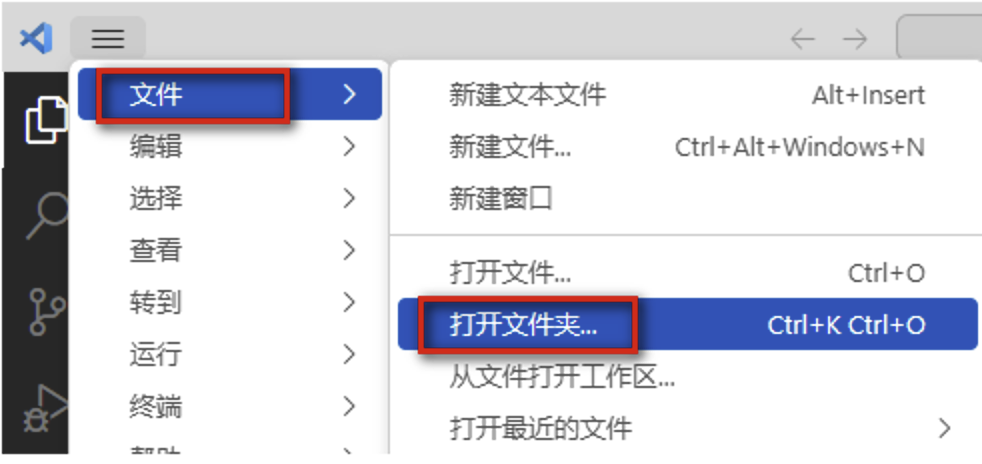 文件
编辑
选择
查看
转到
运行
终端
新建文本文件 Alt+Insert
新建文件... Ctrl+Alt+Windows+N
新建窗口
打开文件... Ctrl+O
打开文件夹... Ctrl+K Ctrl+O
从文件打开工作区...
打开最近的文件